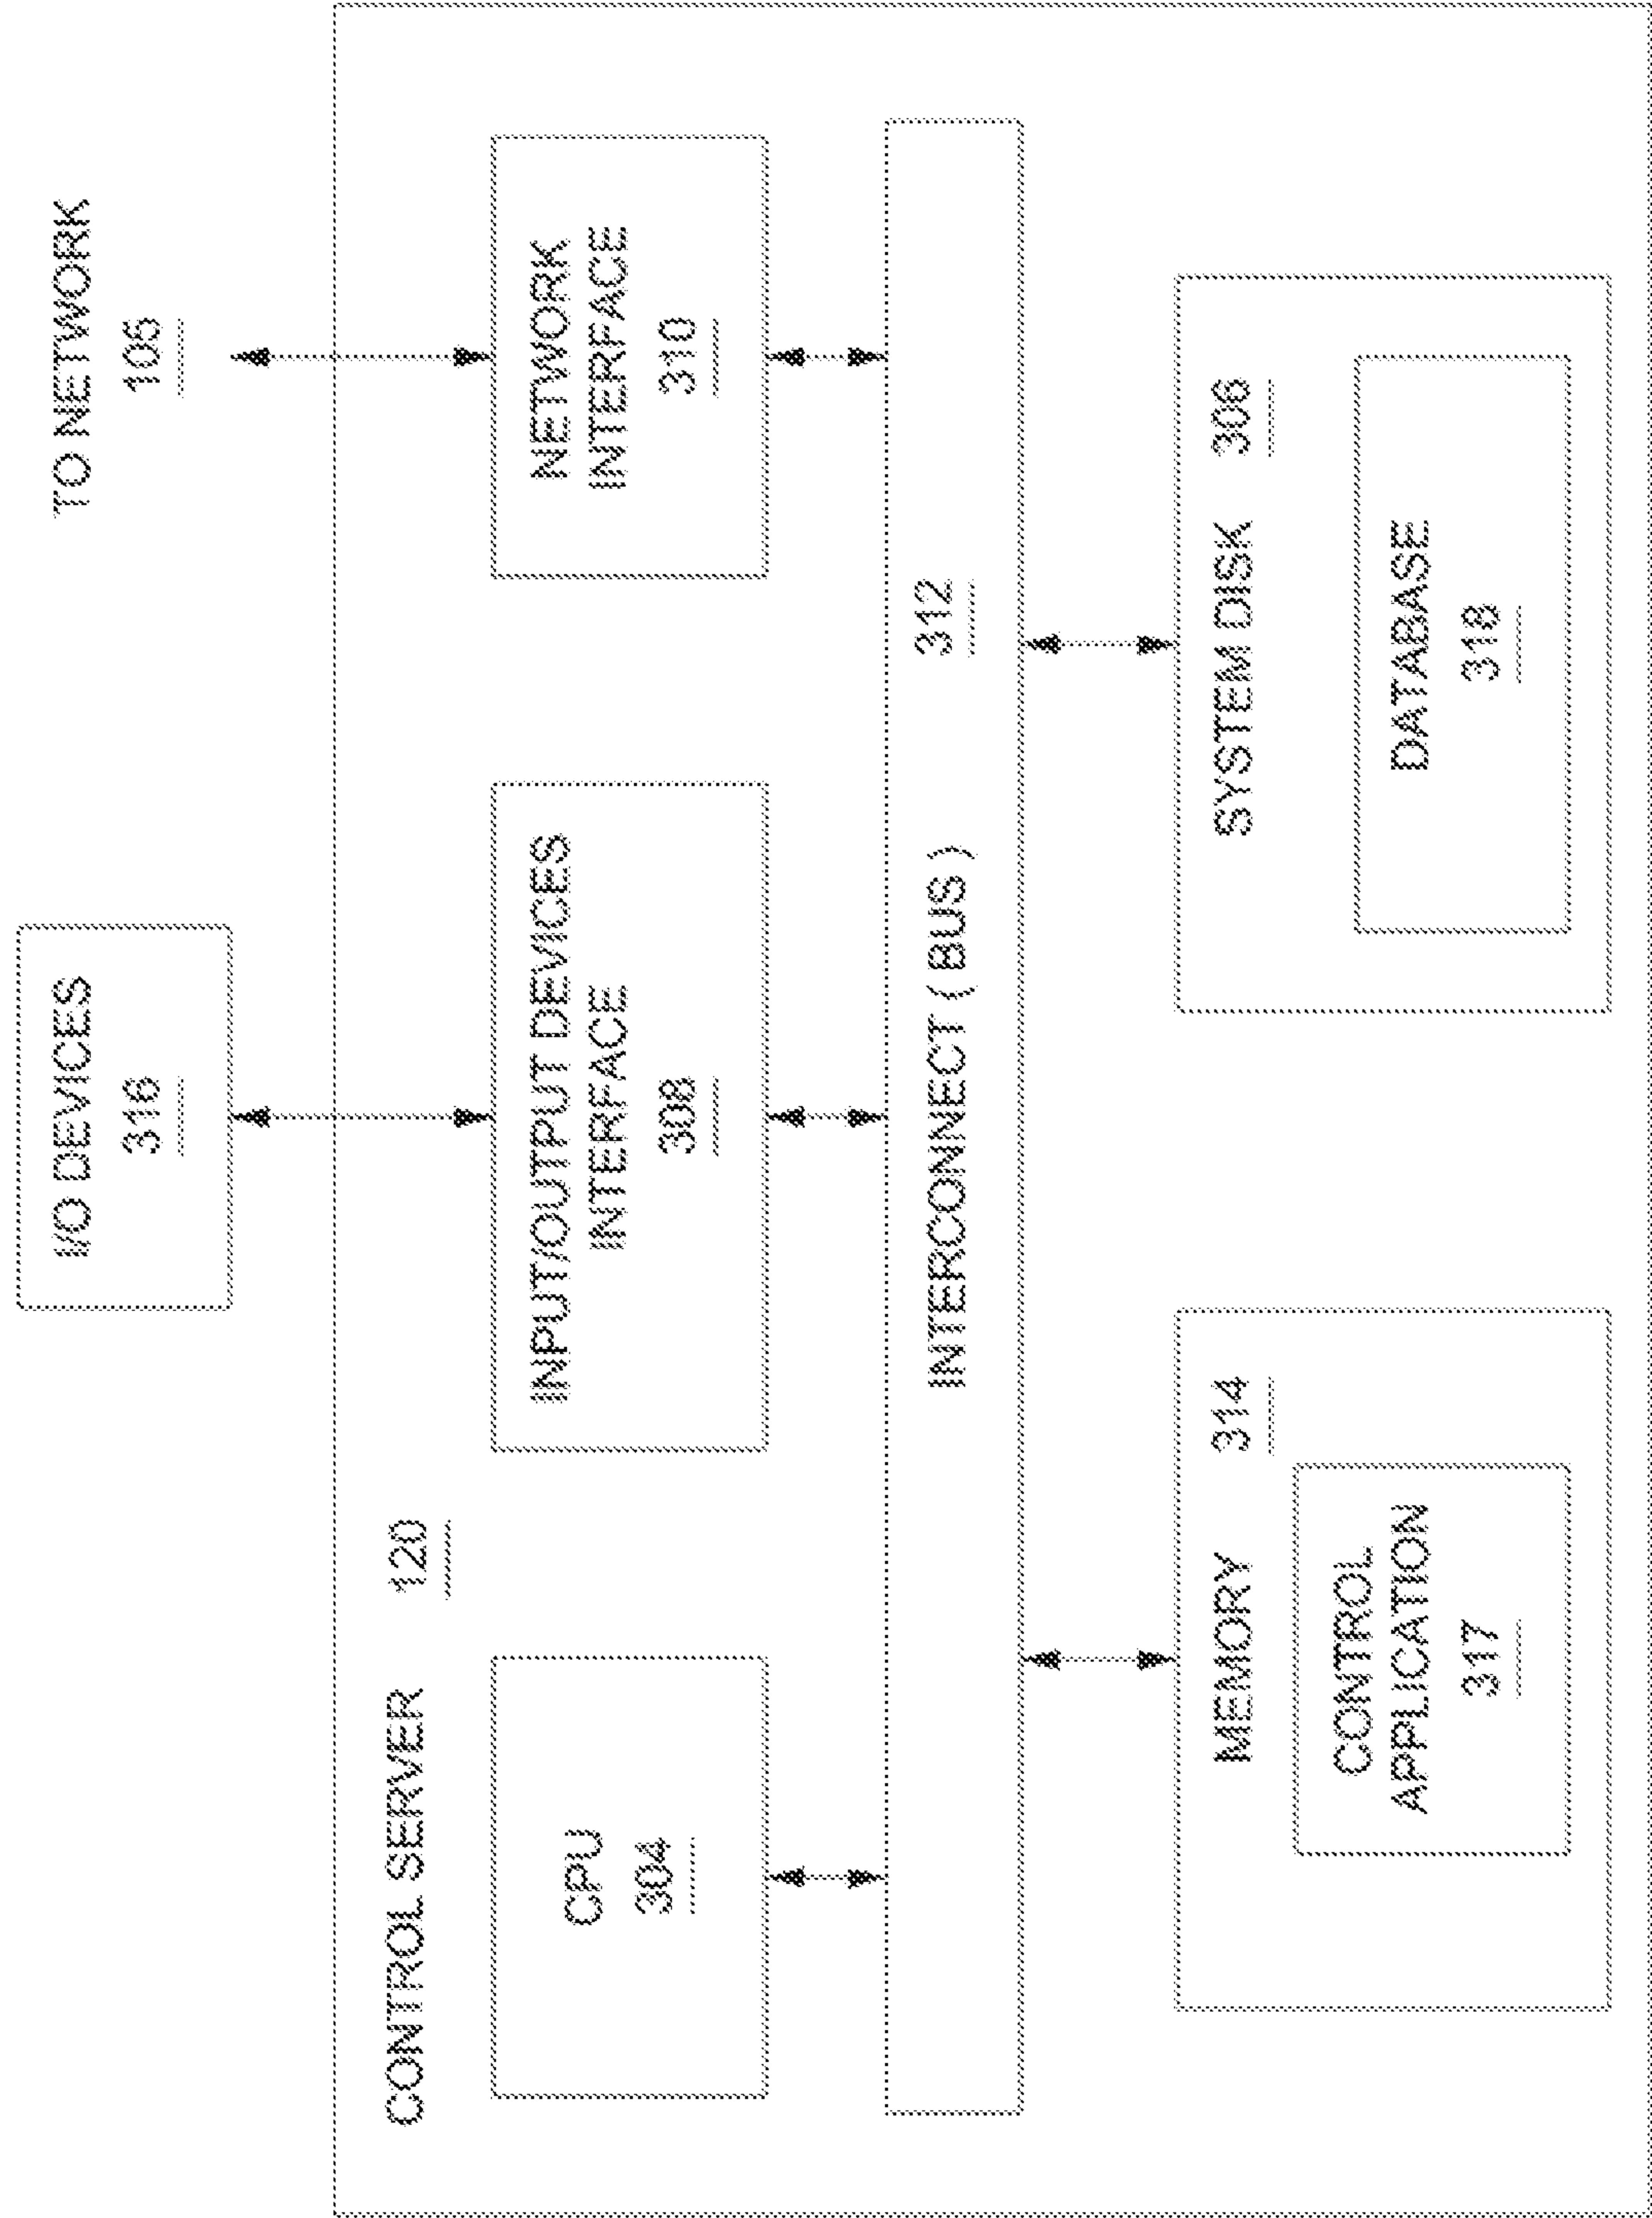 I/O DEVICES
316
TO NETWORK
105
CONTROL SERVER 120
CPU
304
INPUT/OUTPUT DEVICES
INTERFACE
308
NETWORK
INTERFACE
310
INTERCONNECT ( BUS ) 312
MEMORY 314
CONTROL
APPLICATION
317
SYSTEM DISK 306
DATABASE
318